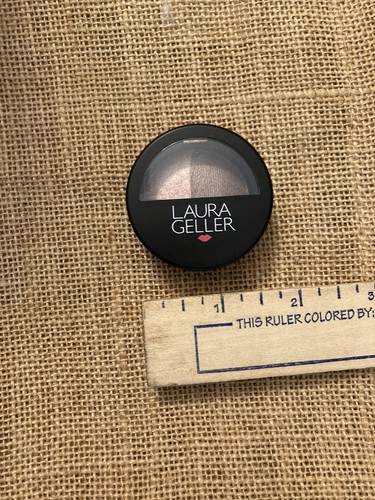 LAURA
GELLER
1 2 3
THIS RULER COLORED BY: